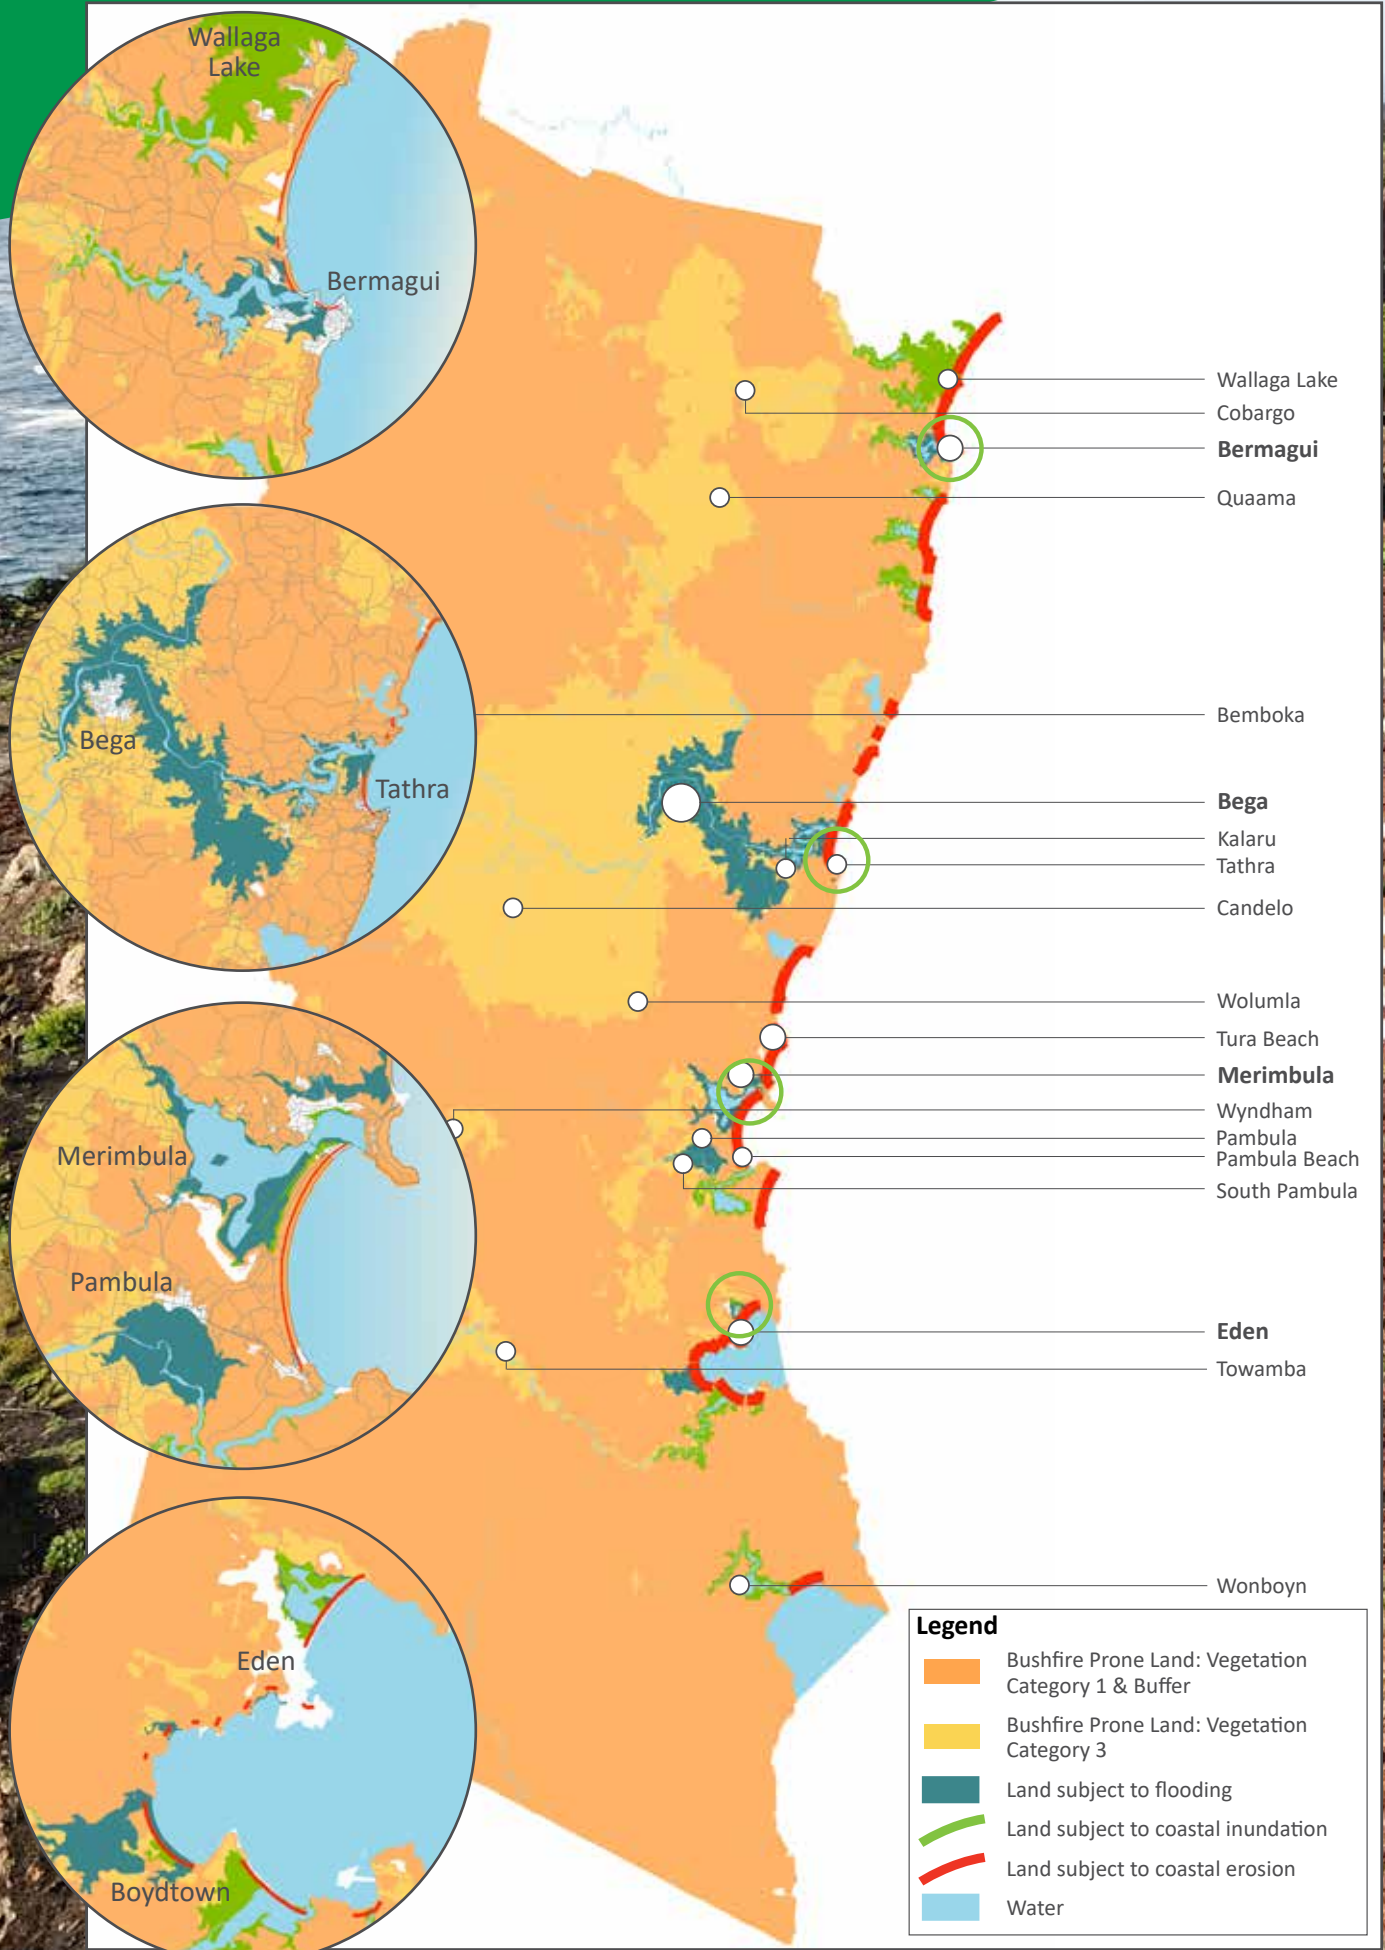 Wallaga
Lake
Bermagui
Bega
Tathra
Merimbula
Pambula
Eden
Boydtown
Wallaga Lake
Cobargo
Bermagui
Quaama
Bemboka
Bega
Kalaru
Tathra
Candelo
Wolumla
Tura Beach
Merimbula
Wyndham
Pambula
Pambula Beach
South Pambula
Eden
Towamba
Wonboyn
Legend
Bushfire Prone Land: Vegetation
Category 1 & Buffer
Bushfire Prone Land: Vegetation
Category 3
Land subject to flooding
Land subject to coastal inundation
Land subject to coastal erosion
Water